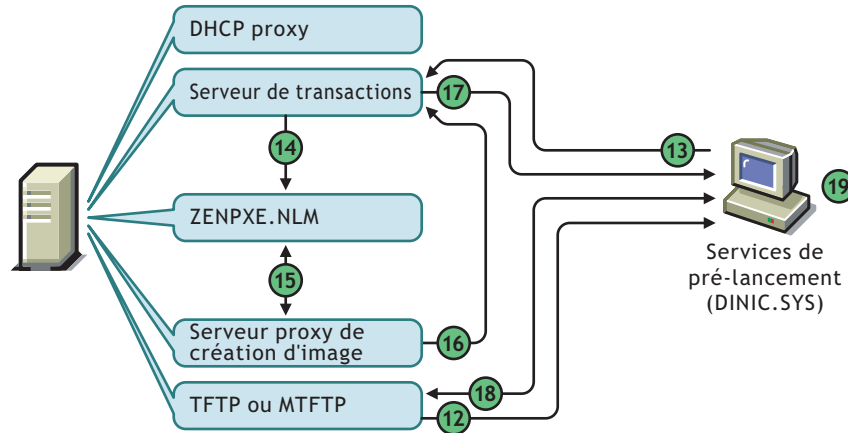 DHCP proxy
Serveur de transactions
17
13
14
19
ZENPXE.NLM
Services de
pré-lancement
(DINIC.SYS)
15
Serveur proxy de
création d'image
16
18
TFTP ou MTFTP
12